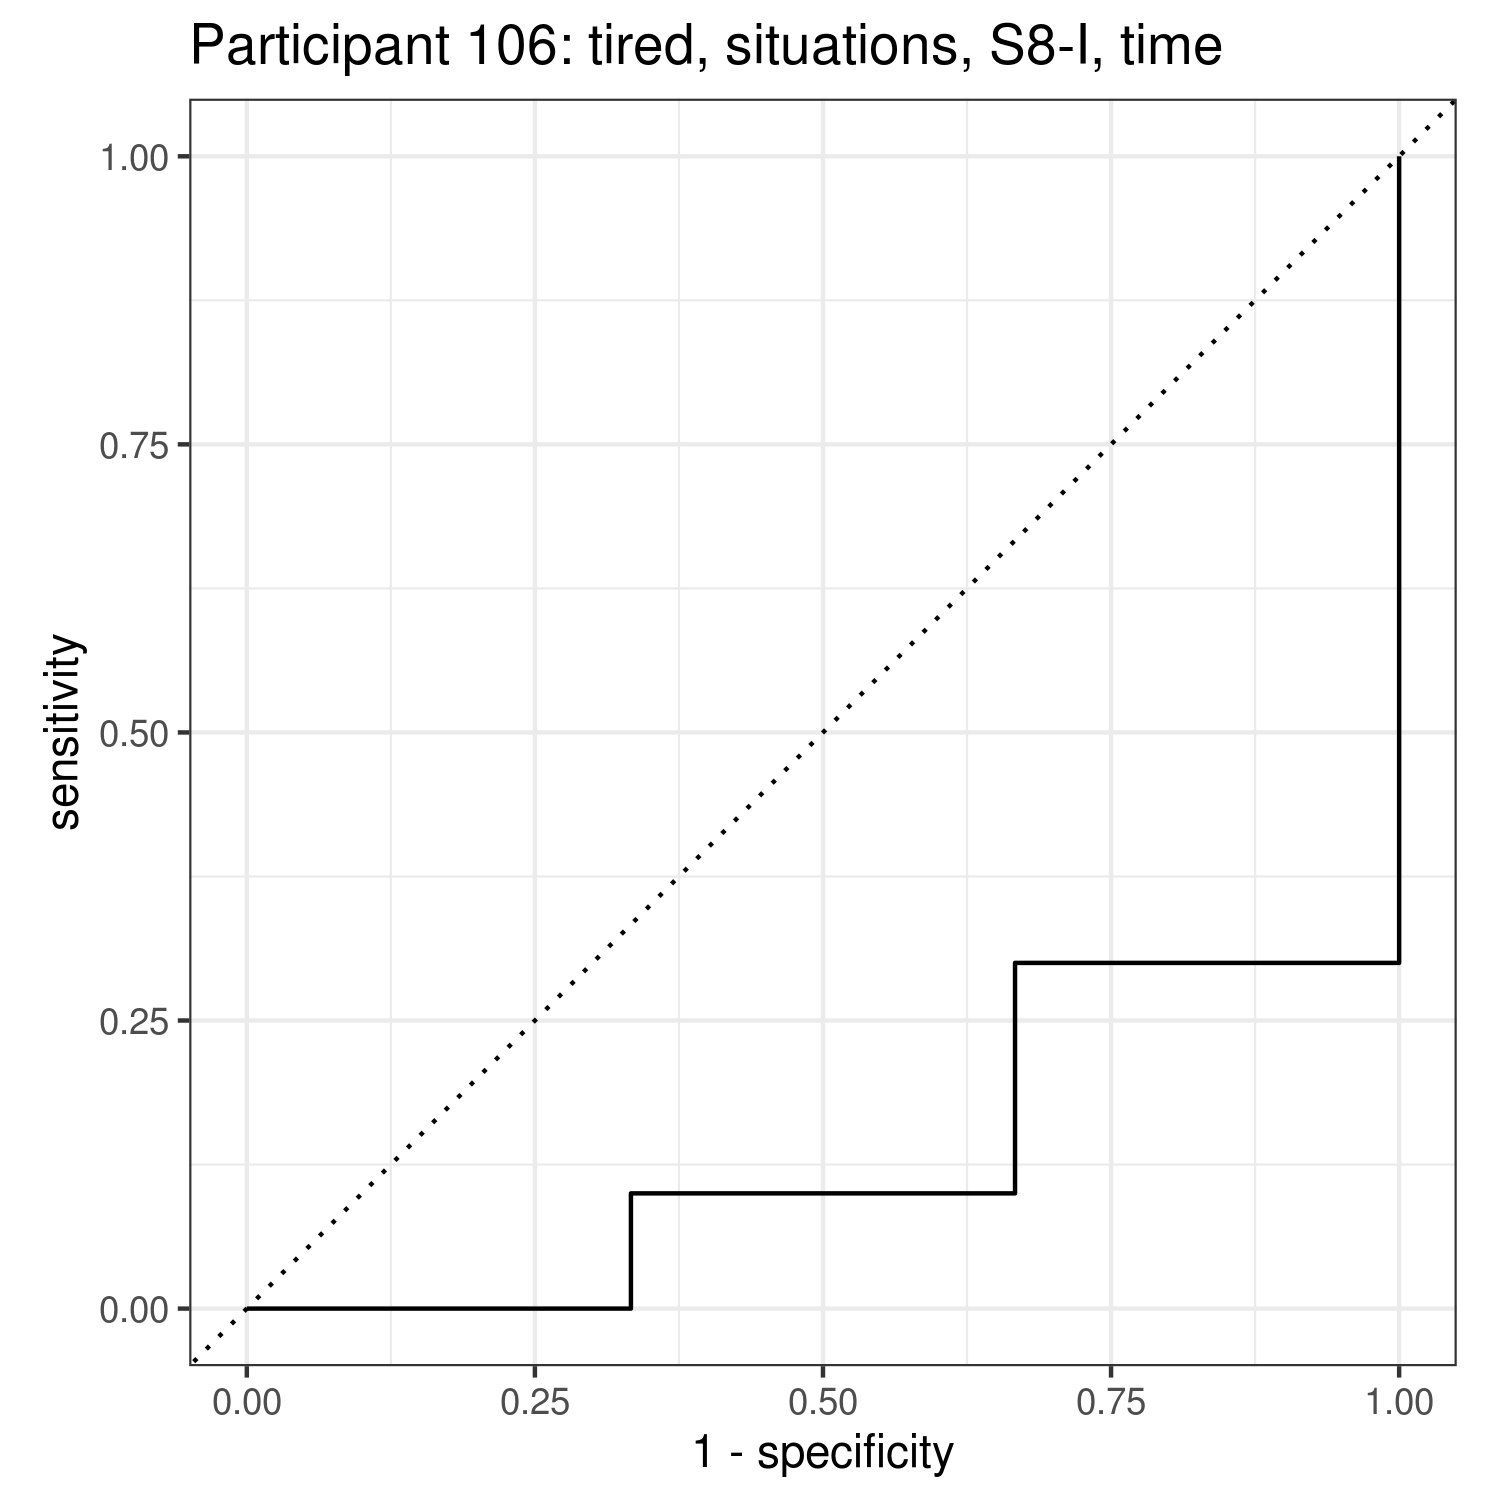 Participant 106: tired, situations, S8-I, time
1.00
0.75
0.50
0.25
0.00
sensitivity
0.00 0.25 0.50 0.75 1.00
1 - specificity